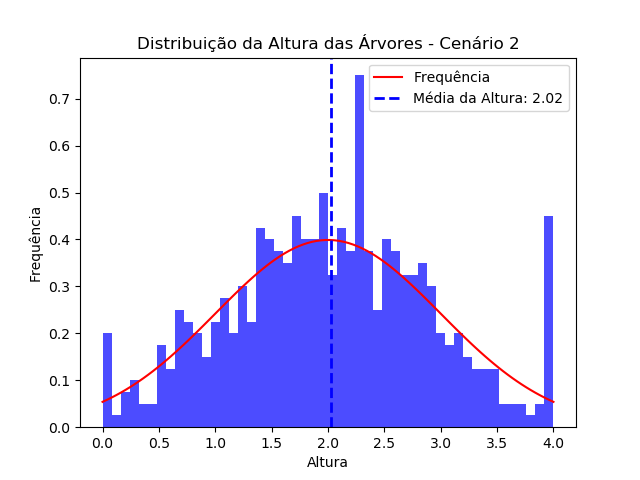 Distribuição da Altura das Árvores - Cenário 2
Frequência
Média da Altura: 2.02
Frequência
0.7
0.6
0.5
0.4
0.3
0.2
0.1
0.0
0.0 0.5 1.0 1.5 2.0 2.5 3.0 3.5 4.0
Altura